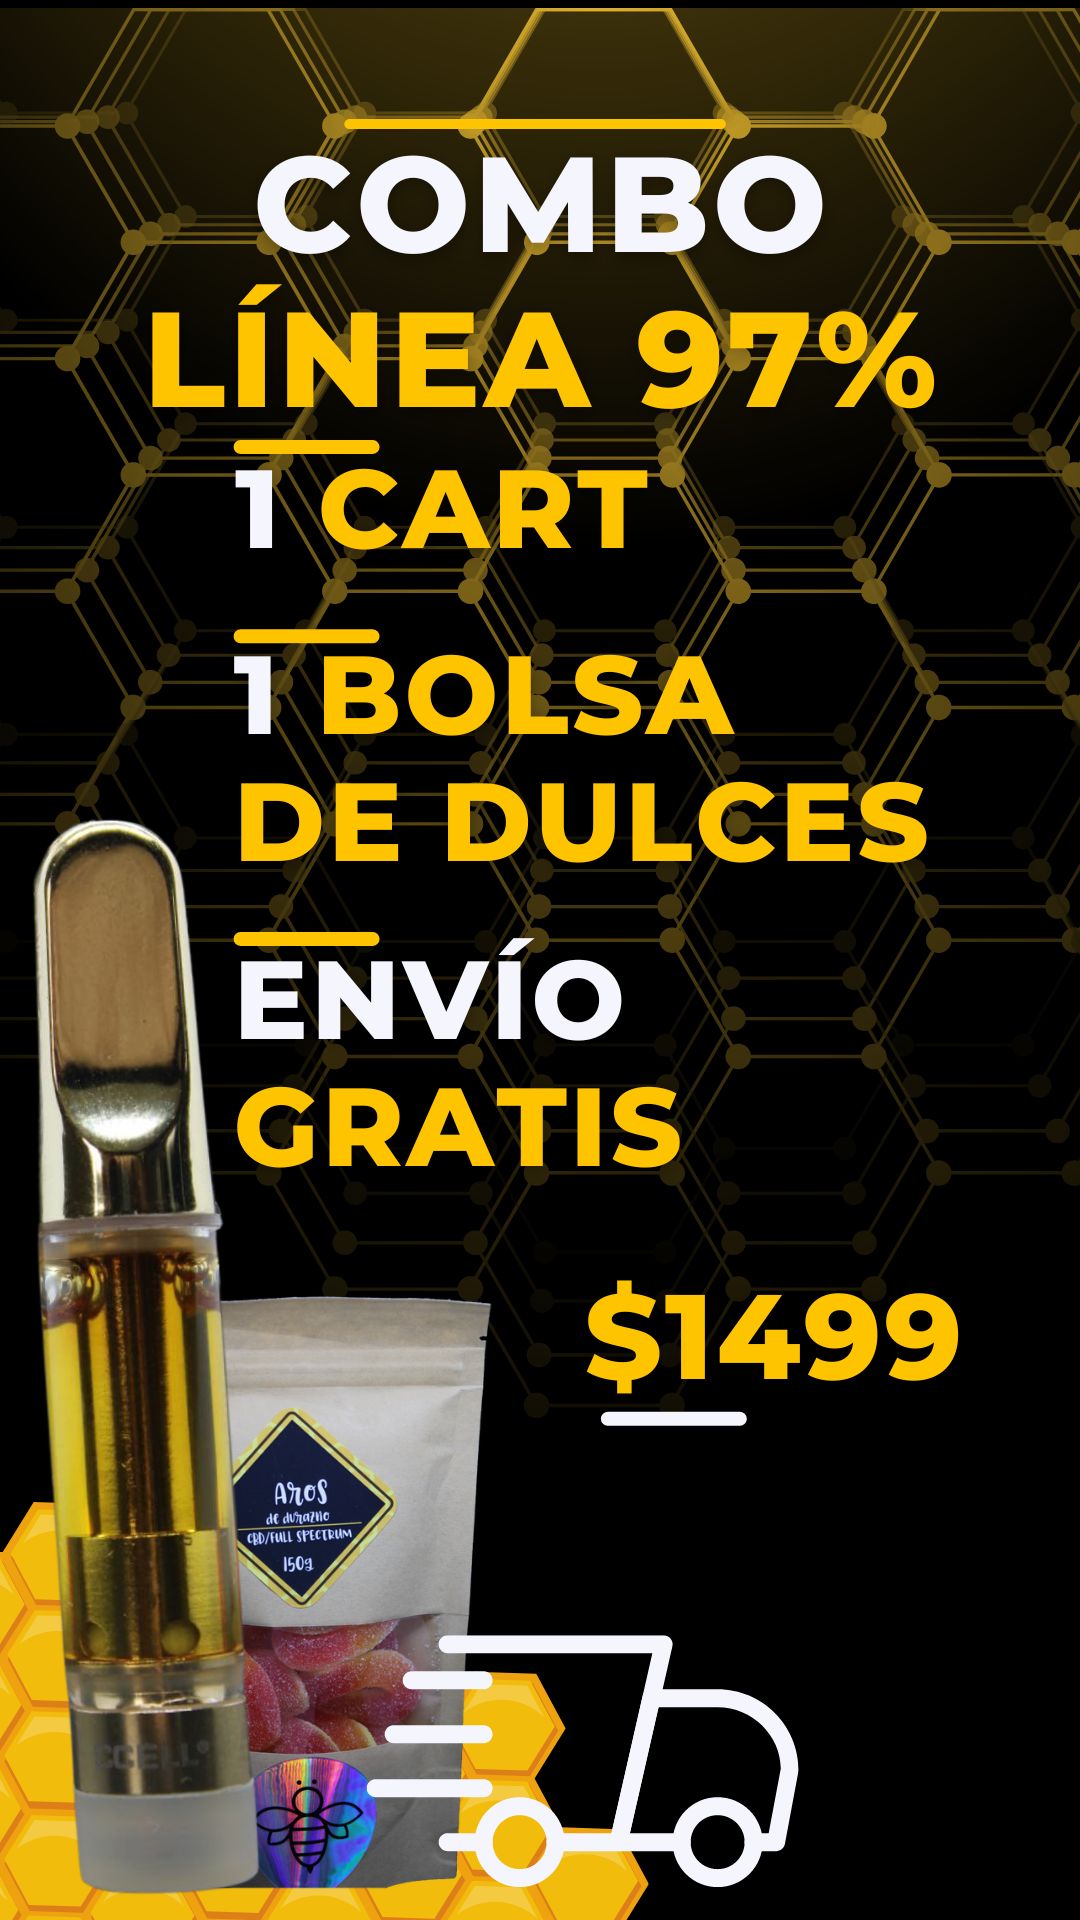 COMBO
LÍNEA 97%
1 CART
1 BOLSA
DE DULCES
ENVÍO
GRATIS
$1499
Aros
de durazno
CBD/FULL SPECTRUM
150g
CCELL®